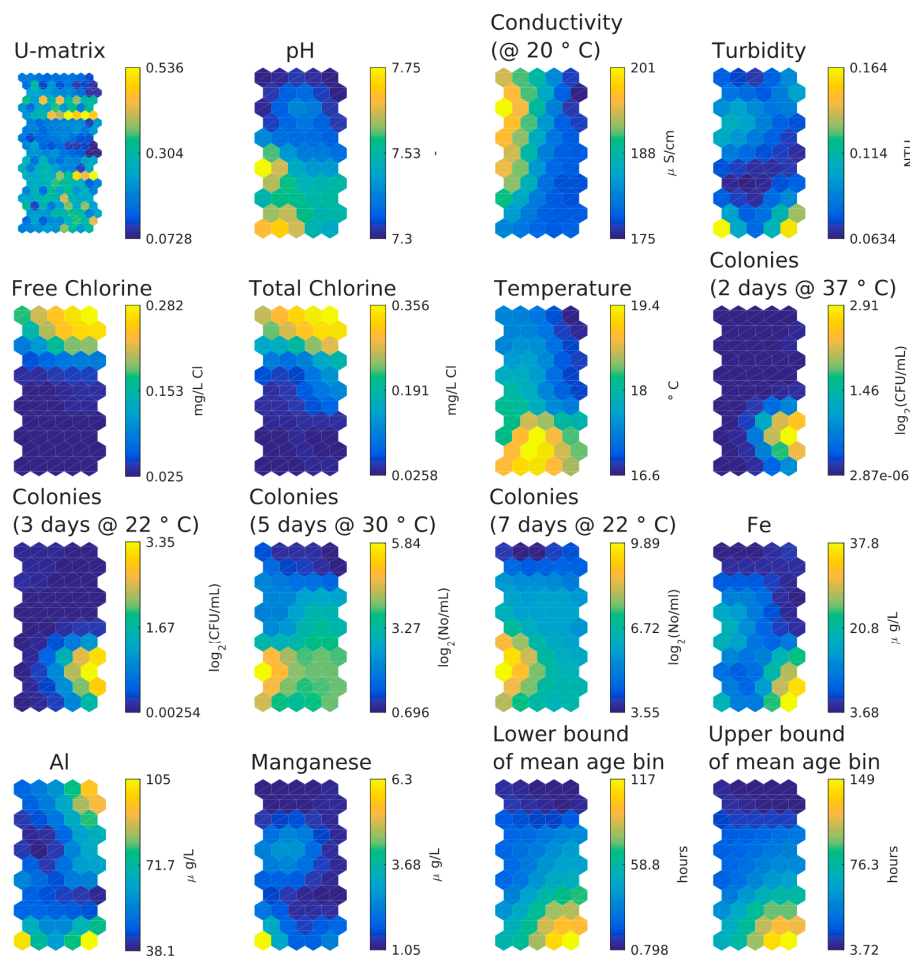 U-matrix
0.536
0.304
0.0728
pH
7.75
7.53
7.3
-
Conductivity
(@ 20 ° C)
201
188
175
μ S/cm
Turbidity
0.164
0.114
0.0634
NTU
Free Chlorine
0.282
0.153
0.025
mg/L Cl
Total Chlorine
0.356
0.191
0.0258
mg/L Cl
Temperature
19.4
18
16.6
° C
Colonies
(2 days @ 37 ° C)
2.91
1.46
2.87e-06
log2(CFU/mL)
Colonies
(3 days @ 22 ° C)
3.35
1.67
0.00254
log2(CFU/mL)
Colonies
(5 days @ 30 ° C)
5.84
3.27
0.696
log2(No/mL)
Colonies
(7 days @ 22 ° C)
9.89
6.72
3.55
log2(No/ml)
Fe
37.8
20.8
3.68
μ g/L
Al
105
71.7
38.1
μ g/L
Manganese
6.3
3.68
1.05
μ g/L
Lower bound
of mean age bin
117
58.8
0.798
hours
Upper bound
of mean age bin
149
76.3
3.72
hours